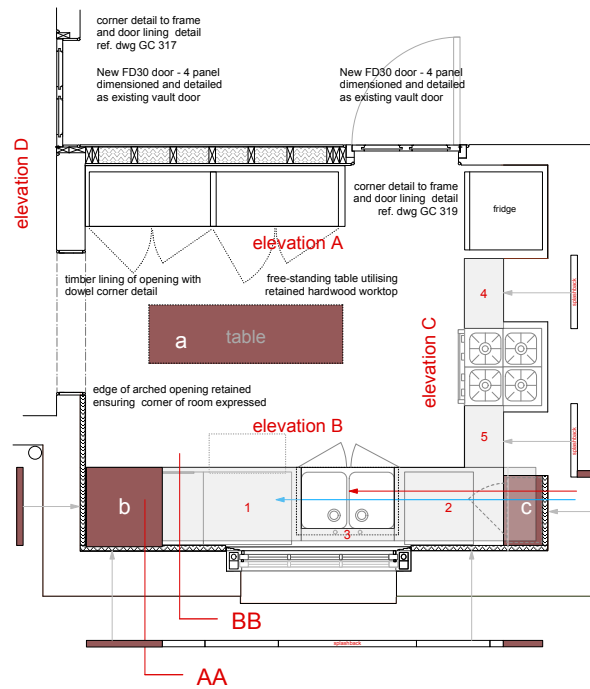 corner detail to frame
and door lining  detail
ref. dwg GC 317
New FD30 door - 4 panel
dimensioned and detailed
as existing vault door
New FD30 door - 4 panel
dimensioned and detailed
as existing vault door
elevation D
corner detail to frame
and door lining  detail
ref. dwg GC 319
fridge
elevation A
timber lining of opening with
dowel corner detail
free-standing table utilising
retained hardwood worktop
4
splashback
a
table
elevation C
edge of arched opening retained
ensuring  corner of room expressed
elevation B
5
splashback
b
1
2
c
3
BB
splashback
AA